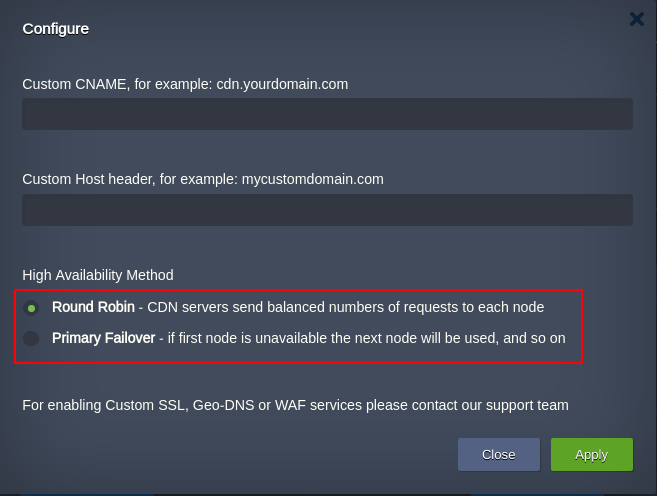 Configure
Custom CNAME, for example: cdn.yourdomain.com
Custom Host header, for example: mycustomdomain.com
High Availability Method
Round Robin - CDN servers send balanced numbers of requests to each node
Primary Failover - if first node is unavailable the next node will be used, and so on
For enabling Custom SSL, Geo-DNS or WAF services please contact our support team
Close Apply